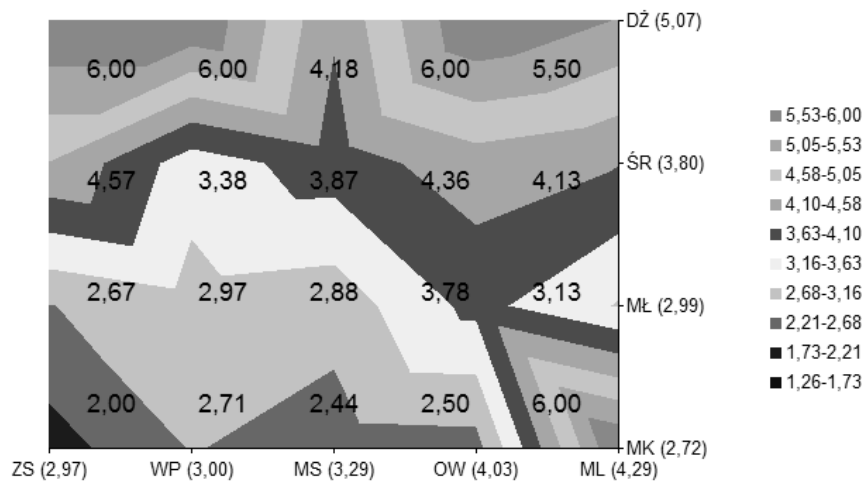 DŻ (5,07)
6,00 6,00 4,18 6,00 5,50
5,53-6,00
5,05-5,53
4,58-5,05
4,10-4,58
3,63-4,10
3,16-3,63
2,68-3,16
2,21-2,68
1,73-2,21
1,26-1,73
ŚR (3,80)
4,57 3,38 3,87 4,36 4,13
2,67 2,97 2,88 3,78 3,13
MŁ (2,99)
2,00 2,71 2,44 2,50 6,00
MK (2,72)
ZS (2,97) WP (3,00) MS (3,29) OW (4,03) ML (4,29)